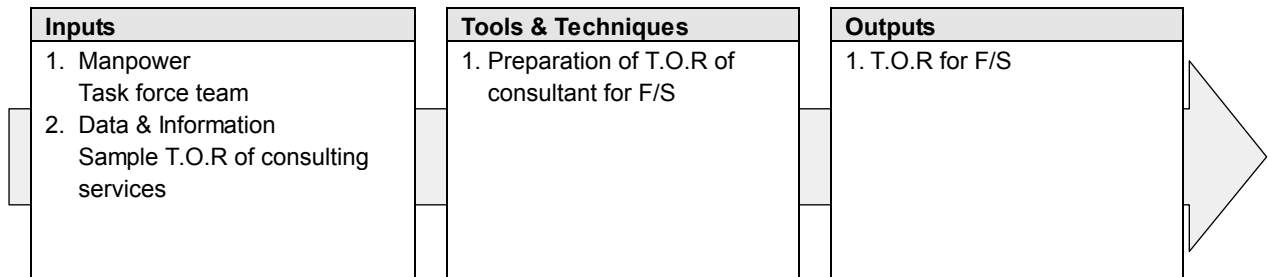 Inputs
1. Manpower
Task force team
2. Data & Information
Sample T.O.R of consulting
services
Tools & Techniques
1. Preparation of T.O.R of
consultant for F/S
Outputs
1. T.O.R for F/S